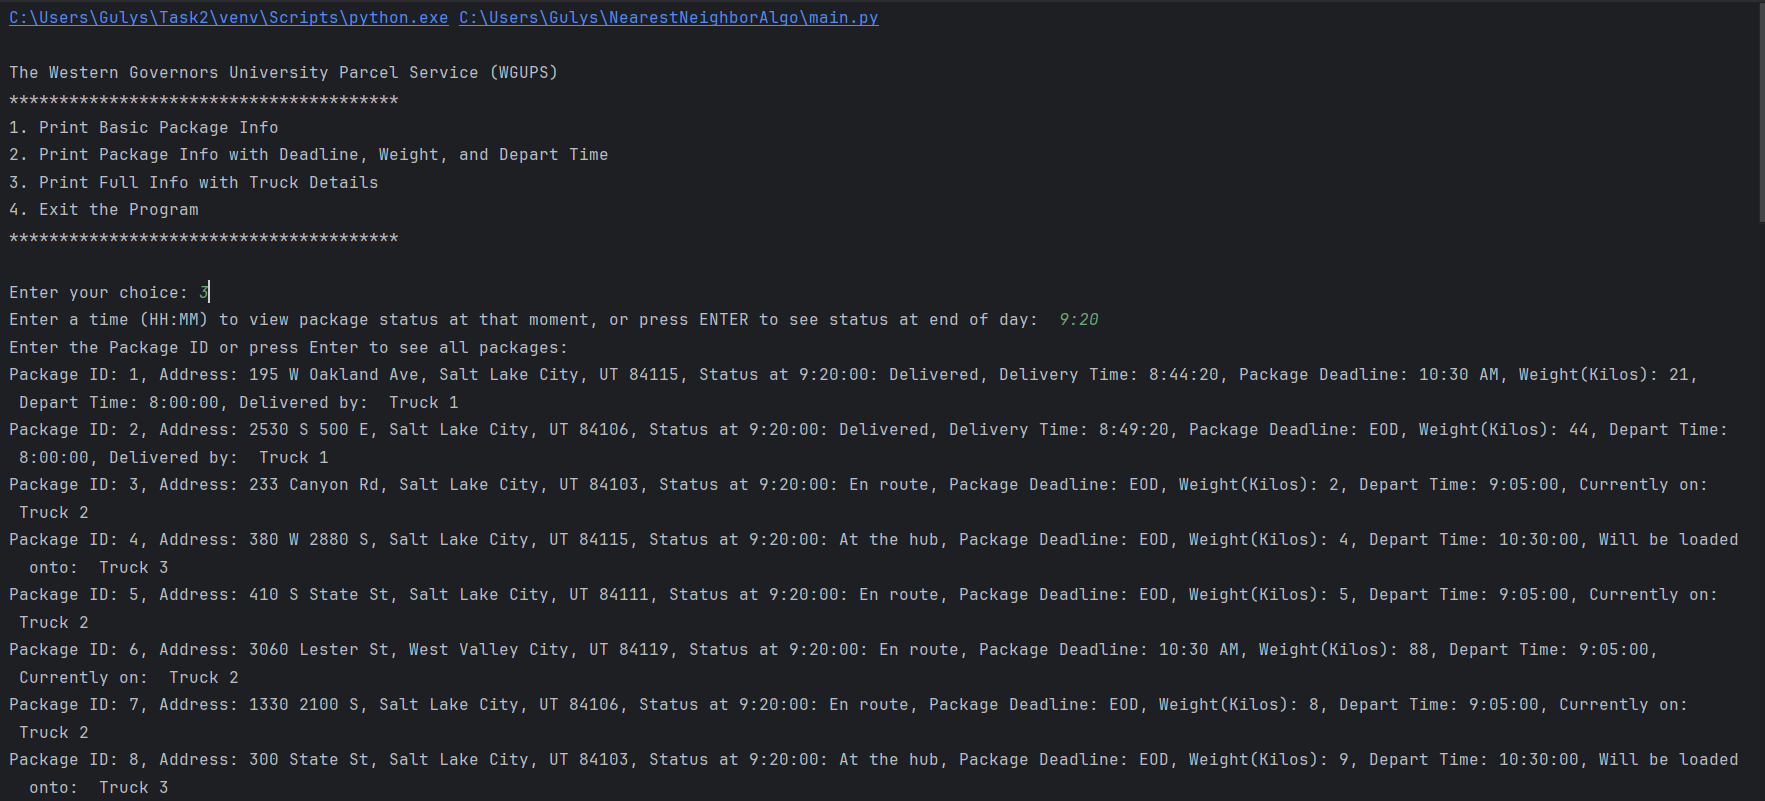 C:\Users\Gulys\Task2\venv\Scripts\python.exe C:\Users\Gulys\NearestNeighborAlgo\main.py
The Western Governors University Parcel Service (WGUPS)
***************************************
1. Print Basic Package Info
2. Print Package Info with Deadline, Weight, and Depart Time
3. Print Full Info with Truck Details
4. Exit the Program
***************************************
Enter your choice: 3
Enter a time (HH:MM) to view package status at that moment, or press ENTER to see status at end of day:  9:20
Enter the Package ID or press Enter to see all packages:
Package ID: 1, Address: 195 W Oakland Ave, Salt Lake City, UT 84115, Status at 9:20:00: Delivered, Delivery Time: 8:44:20, Package Deadline: 10:30 AM, Weight(Kilos): 21,
Depart Time: 8:00:00, Delivered by:  Truck 1
Package ID: 2, Address: 2530 S 500 E, Salt Lake City, UT 84106, Status at 9:20:00: Delivered, Delivery Time: 8:49:20, Package Deadline: EOD, Weight(Kilos): 44, Depart Time:
8:00:00, Delivered by:  Truck 1
Package ID: 3, Address: 233 Canyon Rd, Salt Lake City, UT 84103, Status at 9:20:00: En route, Package Deadline: EOD, Weight(Kilos): 2, Depart Time: 9:05:00, Currently on:
Truck 2
Package ID: 4, Address: 380 W 2880 S, Salt Lake City, UT 84115, Status at 9:20:00: At the hub, Package Deadline: EOD, Weight(Kilos): 4, Depart Time: 10:30:00, Will be loaded
onto:  Truck 3
Package ID: 5, Address: 410 S State St, Salt Lake City, UT 84111, Status at 9:20:00: En route, Package Deadline: EOD, Weight(Kilos): 5, Depart Time: 9:05:00, Currently on:
Truck 2
Package ID: 6, Address: 3060 Lester St, West Valley City, UT 84119, Status at 9:20:00: En route, Package Deadline: 10:30 AM, Weight(Kilos): 88, Depart Time: 9:05:00,
Currently on:  Truck 2
Package ID: 7, Address: 1330 2100 S, Salt Lake City, UT 84106, Status at 9:20:00: En route, Package Deadline: EOD, Weight(Kilos): 8, Depart Time: 9:05:00, Currently on:
Truck 2
Package ID: 8, Address: 300 State St, Salt Lake City, UT 84103, Status at 9:20:00: At the hub, Package Deadline: EOD, Weight(Kilos): 9, Depart Time: 10:30:00, Will be loaded
onto:  Truck 3